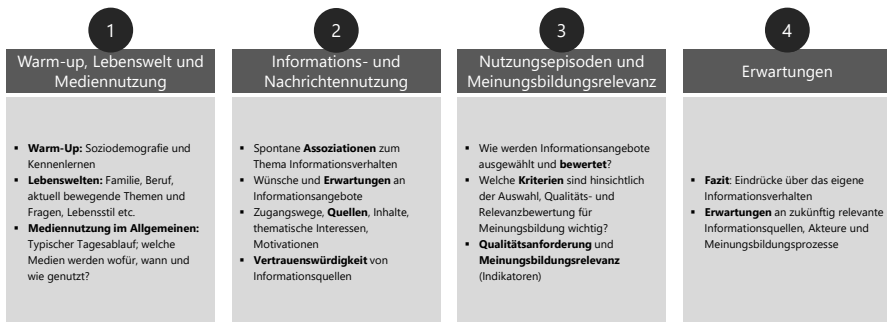 1
Warm-up, Lebenswelt und
Mediennutzung
▪ Warm-Up: Soziodemografie und
Kennenlernen
▪ Lebenswelten: Familie, Beruf,
aktuell bewegende Themen und
Fragen, Lebensstil etc.
▪ Mediennutzung im Allgemeinen:
Typischer Tagesablauf; welche
Medien werden wofür, wann und
wie genutzt?
2
Informations- und
Nachrichtennutzung
▪ Spontane Assoziationen zum
Thema Informationsverhalten
▪ Wünsche und Erwartungen an
Informationsangebote
▪ Zugangswege, Quellen, Inhalte,
thematische Interessen,
Motivationen
▪ Vertrauenswürdigkeit von
Informationsquellen
3
Nutzungsepisoden und
Meinungsbildungsrelevanz
▪ Wie werden Informationsangebote
ausgewählt und bewertet?
▪ Welche Kriterien sind hinsichtlich
der Auswahl, Qualitäts- und
Relevanzbewertung für
Meinungsbildung wichtig?
▪ Qualitätsanforderung und
Meinungsbildungsrelevanz
(Indikatoren)
4
Erwartungen
▪ Fazit: Eindrücke über das eigene
Informationsverhalten
▪ Erwartungen an zukünftig relevante
Informationsquellen, Akteure und
Meinungsbildungsprozesse